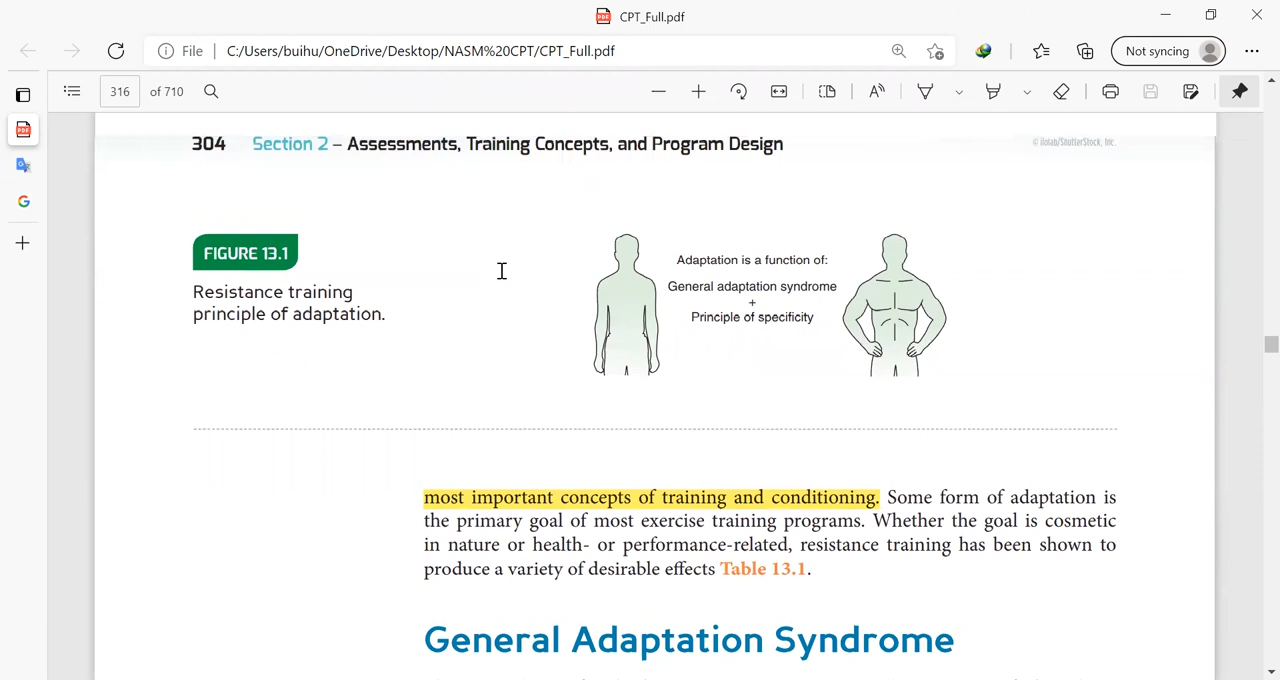 CPT_Full.pdf
File
C:/Users/buihu/OneDrive/Desktop/NASM%20CPT/CPT_Full.pdf
Not syncing
316 of 710
304 Section 2 – Assessments, Training Concepts, and Program Design
© ilolab/ShutterStock, Inc.
FIGURE 13.1
Resistance training
principle of adaptation.
Adaptation is a function of:
General adaptation syndrome
+
Principle of specificity
most important concepts of training and conditioning. Some form of adaptation is
the primary goal of most exercise training programs. Whether the goal is cosmetic
in nature or health- or performance-related, resistance training has been shown to
produce a variety of desirable effects Table 13.1.
General Adaptation Syndrome